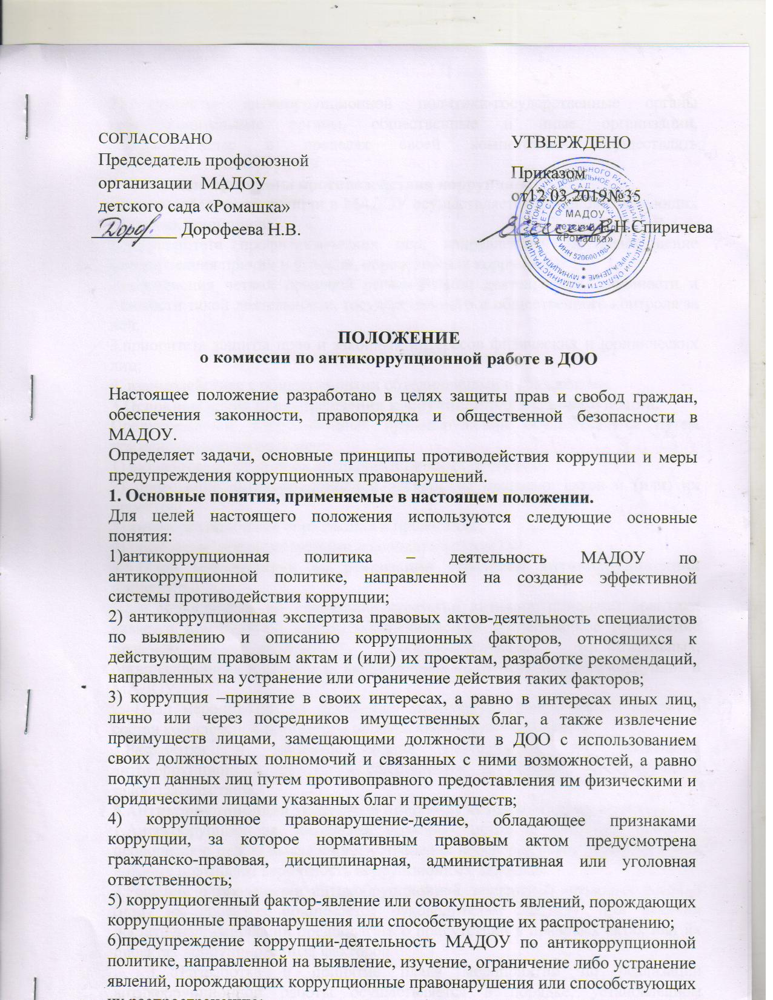 СОГЛАСОВАНО
Председатель профсоюзной
организации МАДОУ
детского сада «Ромашка»
Дорофеева Н.В.
УТВЕРЖДЕНО
Приказом
от12.03.2019№35
Е.Н.Спиричева
МАДОУ
детский сад
«Ромашка»
ИНН 5206001984
ПОЛОЖЕНИЕ
о комиссии по антикоррупционной работе в ДОО
Настоящее положение разработано в целях защиты прав и свобод граждан,
обеспечения законности, правопорядка и общественной безопасности в
МАДОУ.
Определяет задачи, основные принципы противодействия коррупции и меры
предупреждения коррупционных правонарушений.
1. Основные понятия, применяемые в настоящем положении.
Для целей настоящего положения используются следующие основные
понятия:
1)антикоррупционная политика – деятельность МАДОУ по
антикоррупционной политике, направленной на создание эффективной
системы противодействия коррупции;
2) антикоррупционная экспертиза правовых актов-деятельность специалистов
по выявлению и описанию коррупционных факторов, относящихся к
действующим правовым актам и (или) их проектам, разработке рекомендаций,
направленных на устранение или ограничение действия таких факторов;
3) коррупция –принятие в своих интересах, а равно в интересах иных лиц,
лично или через посредников имущественных благ, а также извлечение
преимуществ лицами, замещающими должности в ДОО с использованием
своих должностных полномочий и связанных с ними возможностей, а равно
подкуп данных лиц путем противоправного предоставления им физическими и
юридическими лицами указанных благ и преимуществ;
4) коррупционное правонарушение-деяние, обладающее признаками
коррупции, за которое нормативным правовым актом предусмотрена
гражданско-правовая, дисциплинарная, административная или уголовная
ответственность;
5) коррупциогенный фактор-явление или совокупность явлений, порождающих
коррупционные правонарушения или способствующие их распространению;
6)предупреждение коррупции-деятельность МАДОУ по антикоррупционной
политике, направленной на выявление, изучение, ограничение либо устранение
явлений, порождающих коррупционные правонарушения или способствующих